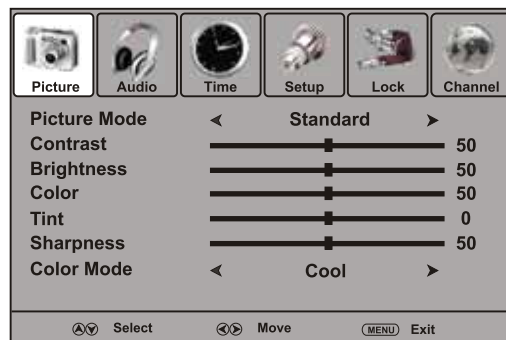 Picture Audio Time Setup Lock Channel
Picture Mode Standard
Contrast 50
Brightness 50
Color 50
Tint 0
Sharpness 50
Color Mode Cool
Select Move MENU Exit